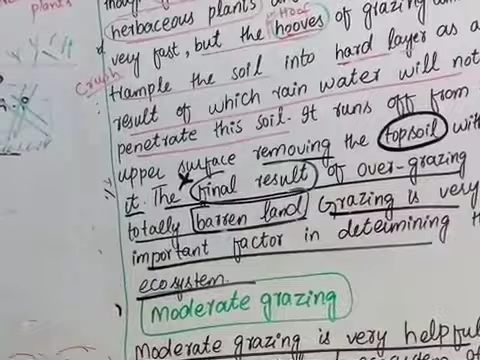 plants
herbaceous plants
Hoof
very fast, but the hooves of grazing
Crush
trample the soil into hard layer as a
result of which rain water will not
penetrate this soil. It runs off from
upper surface removing the topsoil with
it. The final result of over-grazing
totally barren land Grazing is very
important factor in deteimining
ecosystem.
Moderate grazing
Moderate grazing is very helpful